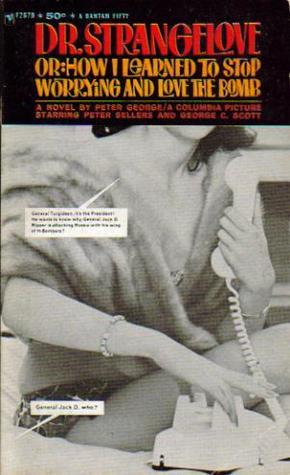 F2679 ★ 50¢ ★ A BANTAM FIFTY
DR. STRANGELOVE
OR: HOW I LEARNED TO STOP
WORRYING AND LOVE THE BOMB
A NOVEL BY PETER GEORGE/A COLUMBIA PICTURE
STARRING PETER SELLERS AND GEORGE C. SCOTT
General Turgidson, it's the President!
He wants to know why General Jack D.
Ripper is attacking Russia with his wing
of H-Bombers?
General Jack D. who?